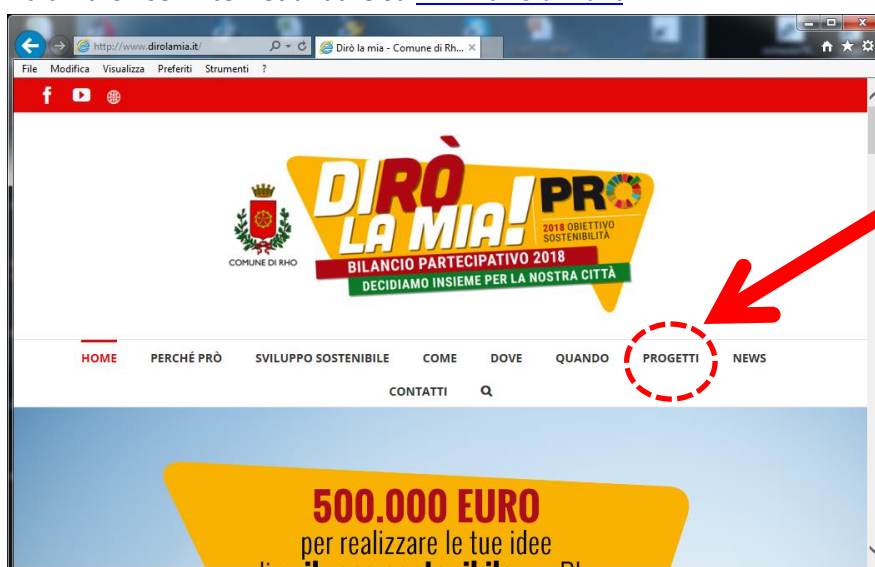 http://www.dirolamia.it/
Dirò la mia - Comune di Rh...
File Modifica Visualizza Preferiti Strumenti ?
DIRÒ
LA MIA!
PRO
2018 OBIETTIVO
SOSTENIBILITÀ
COMUNE DI RHO
BILANCIO PARTECIPATIVO 2018
DECIDIAMO INSIEME PER LA NOSTRA CITTÀ
HOME PERCHÉ PRÒ SVILUPPO SOSTENIBILE COME DOVE QUANDO PROGETTI NEWS
CONTATTI
500.000 EURO
per realizzare le tue idee